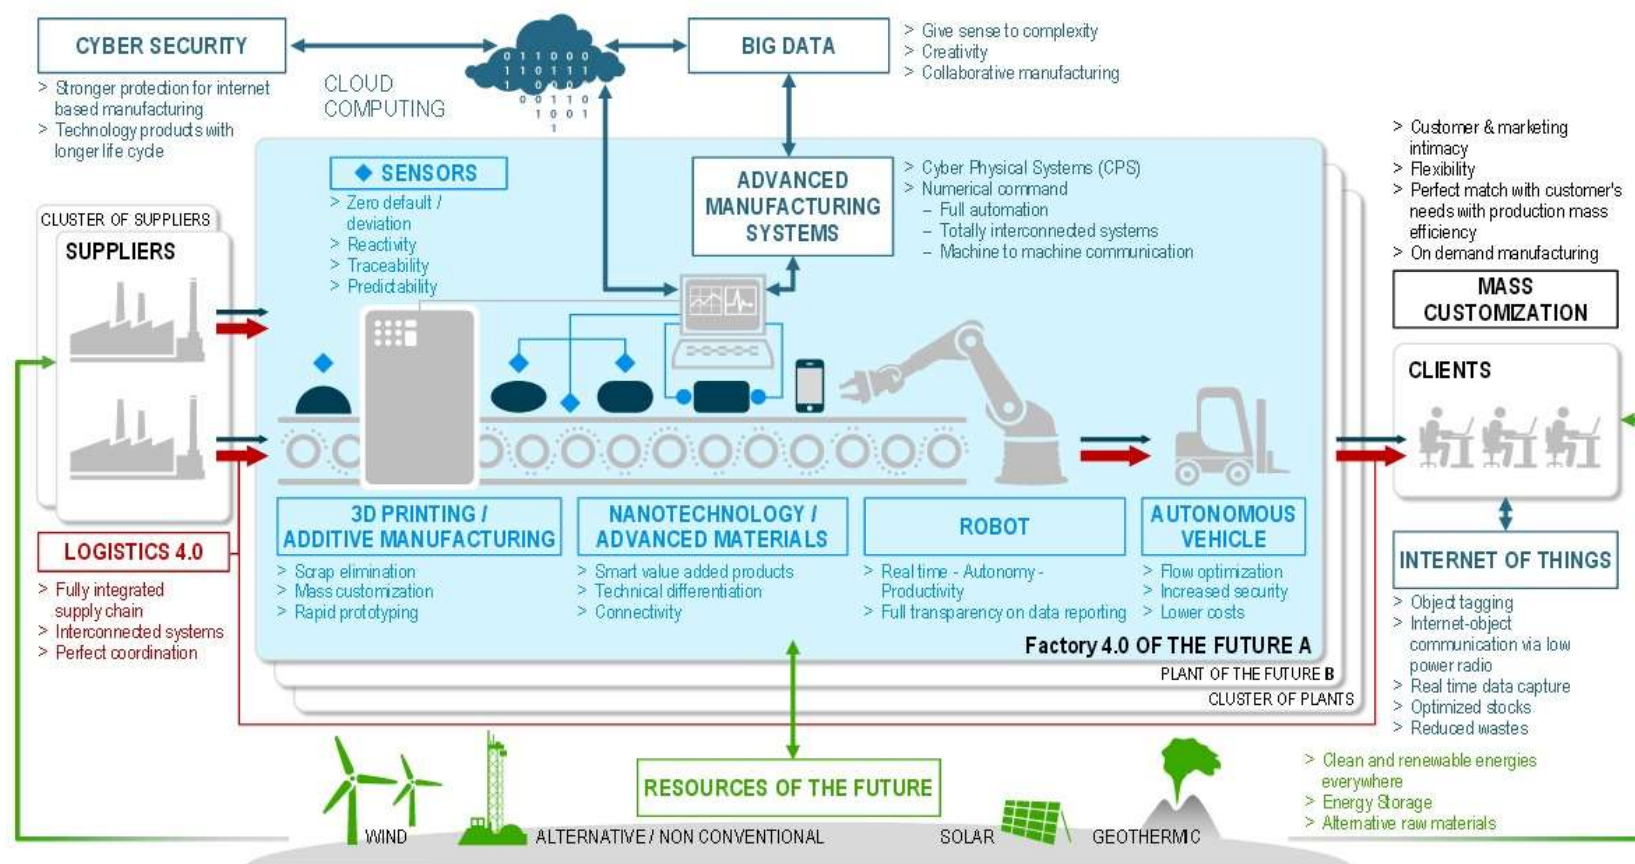 CYBER SECURITY
> Stronger protection for internet
based manufacturing
> Technology products with
longer life cycle
CLOUD
COMPUTING
0 1 1 0 0 0
BIG DATA
> Give sense to complexity
> Creativity
> Collaborative manufacturing
◆ SENSORS
> Zero default /
deviation
> Reactivity
> Traceability
> Predictability
ADVANCED
MANUFACTURING
SYSTEMS
> Cyber Physical Systems (CPS)
> Numerical command
– Full automation
– Totally interconnected systems
– Machine to machine communication
> Customer & marketing
intimacy
> Flexibility
> Perfect match with customer's
needs with production mass
efficiency
> On demand manufacturing
MASS
CUSTOMIZATION
CLUSTER OF SUPPLIERS
SUPPLIERS
CLIENTS
LOGISTICS 4.0
> Fully integrated
supply chain
> Interconnected systems
> Perfect coordination
3D PRINTING /
ADDITIVE MANUFACTURING
> Scrap elimination
> Mass customization
> Rapid prototyping
NANOTECHNOLOGY /
ADVANCED MATERIALS
> Smart value added products
> Technical differentiation
> Connectivity
ROBOT
> Real time - Autonomy -
Productivity
> Full transparency on data reporting
AUTONOMOUS
VEHICLE
> Flow optimization
> Increased security
> Lower costs
INTERNET OF THINGS
> Object tagging
> Internet-object
communication via low
power radio
> Real time data capture
> Optimized stocks
> Reduced wastes
Factory 4.0 OF THE FUTURE A
PLANT OF THE FUTURE B
CLUSTER OF PLANTS
RESOURCES OF THE FUTURE
> Clean and renewable energies
everywhere
> Energy Storage
> Alternative raw materials
WIND
ALTERNATIVE / NON CONVENTIONAL
SOLAR
GEOTHERMIC